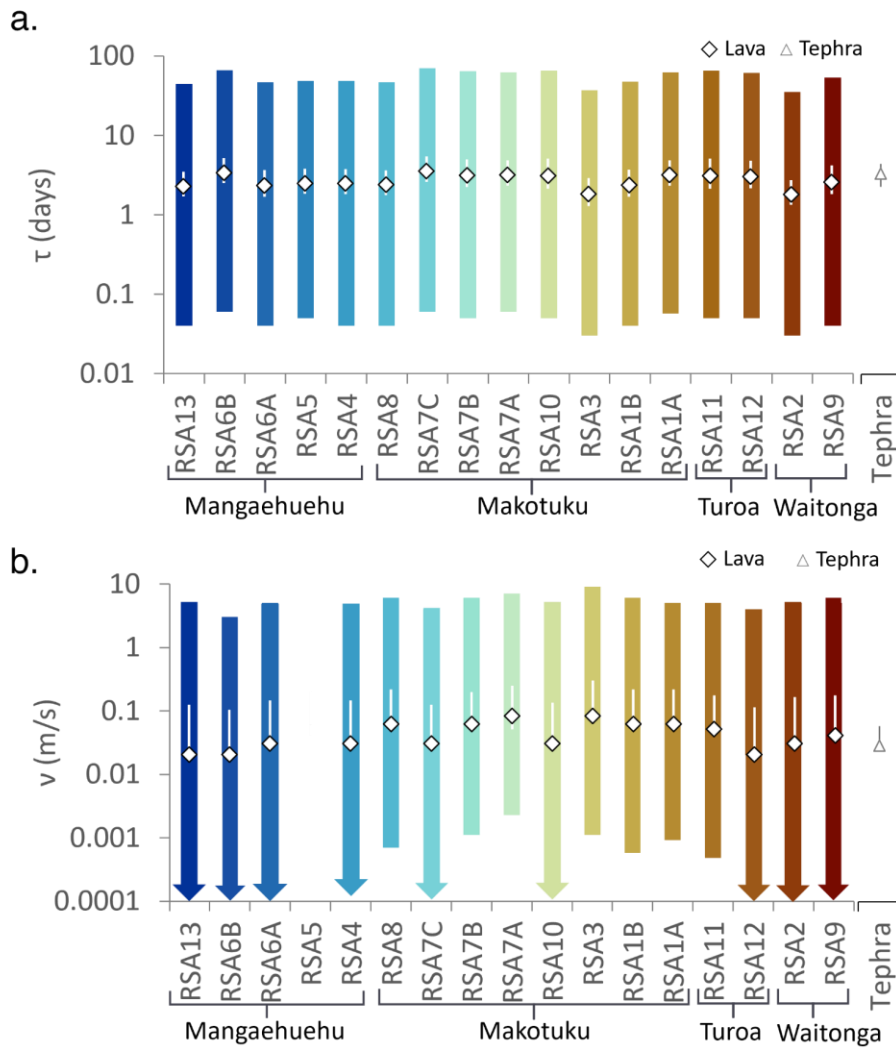 a.
◇ Lava △ Tephra
100
10
1
0.1
0.01
τ (days)
RSA13 RSA6B RSA6A RSA5 RSA4 RSA8 RSA7C RSA7B RSA7A RSA10 RSA3 RSA1B RSA1A RSA11 RSA12 RSA2 RSA9 Tephra
Mangaehuehu Makotuku Turoa Waitonga
b.
◇ Lava △ Tephra
10
1
0.1
0.01
0.001
0.0001
v (m/s)
RSA13 RSA6B RSA6A RSA5 RSA4 RSA8 RSA7C RSA7B RSA7A RSA10 RSA3 RSA1B RSA1A RSA11 RSA12 RSA2 RSA9 Tephra
Mangaehuehu Makotuku Turoa Waitonga